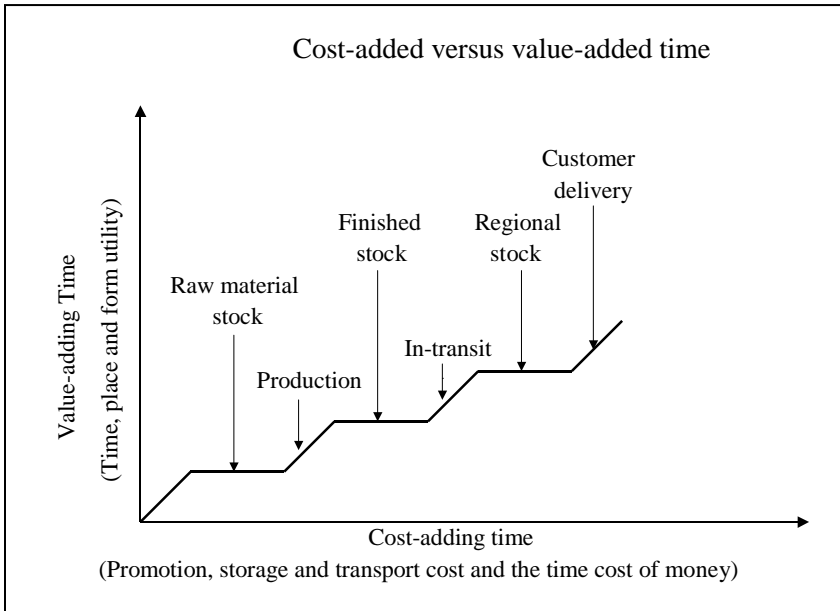 Cost-added versus value-added time
Customer
delivery
Finished
stock
Regional
stock
Raw material
stock
In-transit
Production
Value-adding Time
(Time, place and form utility)
Cost-adding time
(Promotion, storage and transport cost and the time cost of money)